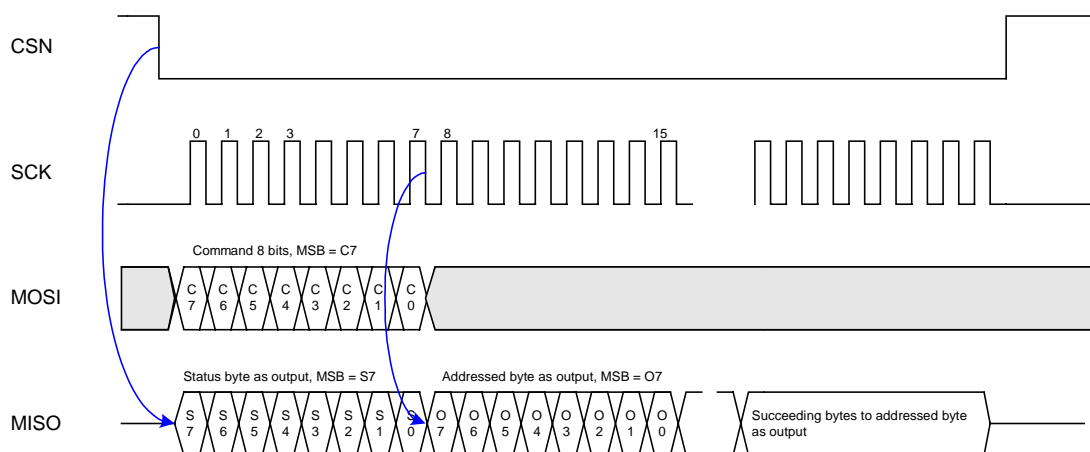 CSN
0 1 2 3 7 8 15
SCK
Command 8 bits, MSB = C7
MOSI
C C C C C C C C
7 6 5 4 3 2 1 0
Status byte as output, MSB = S7 Addressed byte as output, MSB = O7
MISO
S S S S S S S S O O O O O O O O
7 6 5 4 3 2 1 0 7 6 5 4 3 2 1 0
Succeeding bytes to addressed byte
as output